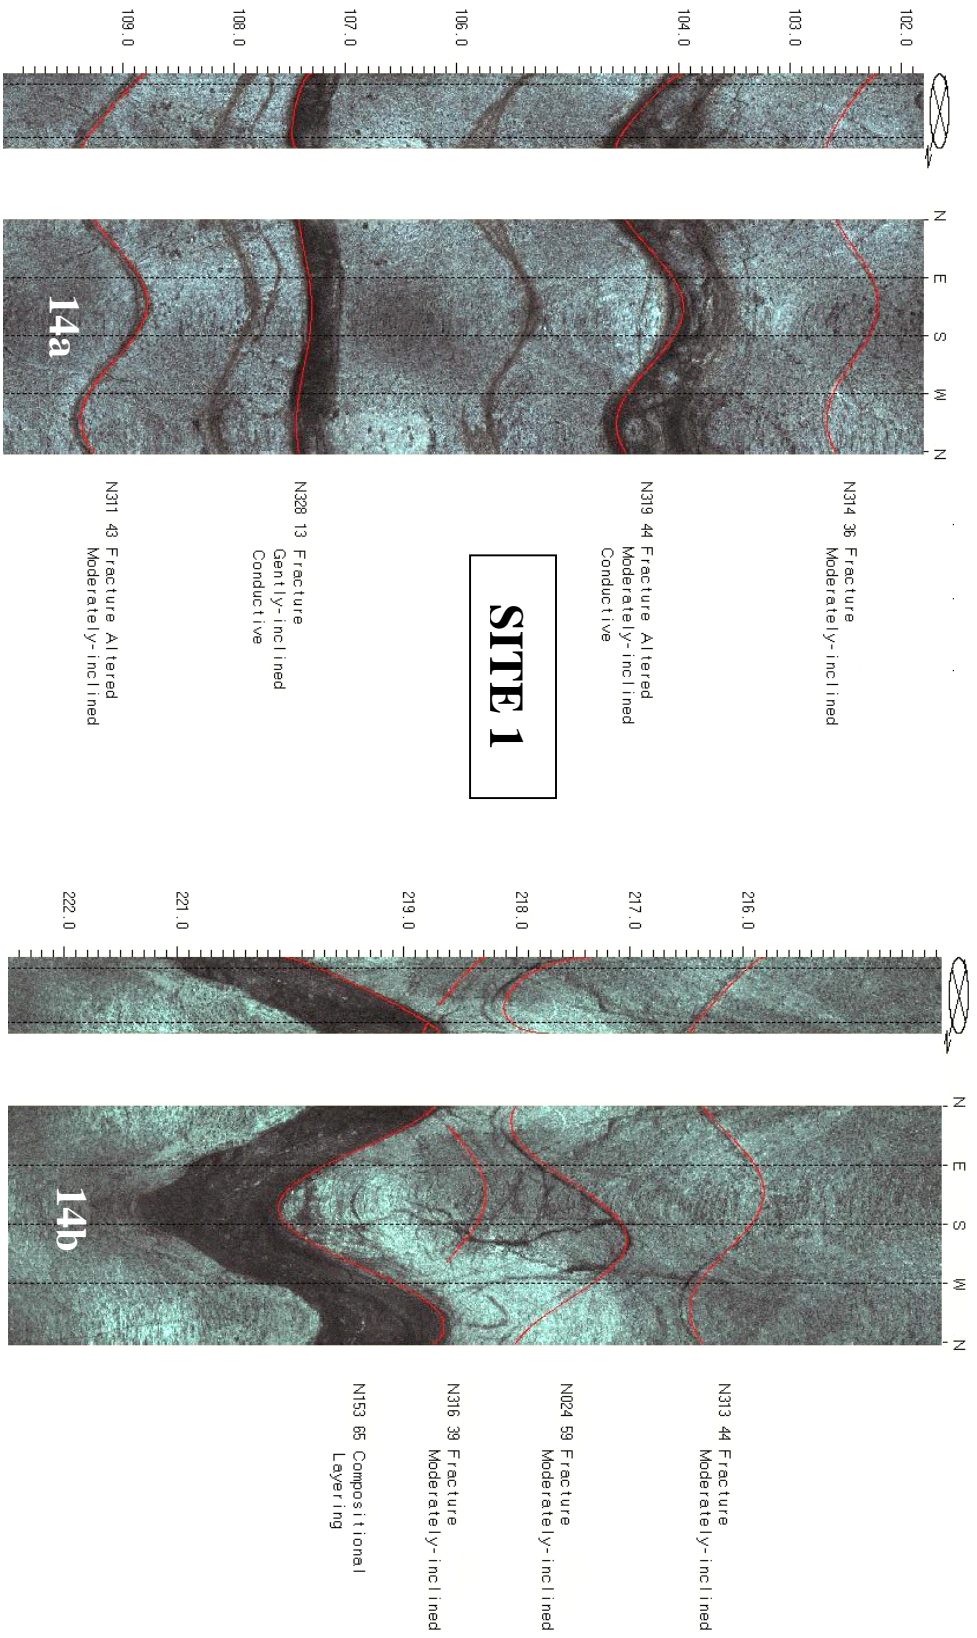 102.0
103.0
104.0
106.0
107.0
108.0
109.0
N
E
S
W
N
14a
N314 36 Fracture
Moderately-inclined
N319 44 Fracture Altered
Moderately-inclined
Conductive
N328 13 Fracture
Gently-inclined
Conductive
N311 43 Fracture Altered
Moderately-inclined
SITE 1
216.0
217.0
218.0
219.0
221.0
222.0
N
E
S
W
N
14b
N313 44 Fracture
Moderately-inclined
N024 59 Fracture
Moderately-inclined
N316 39 Fracture
Moderately-inclined
N153 65 Compositional
Layering